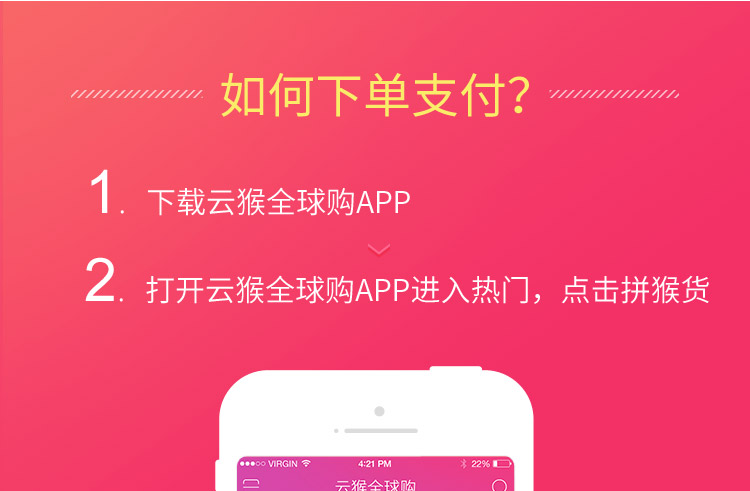 如何下单支付？
1. 下载云猴全球购APP
2. 打开云猴全球购APP进入热门，点击拼猴货
VIRGIN 4:21 PM 22%
云猴全球购